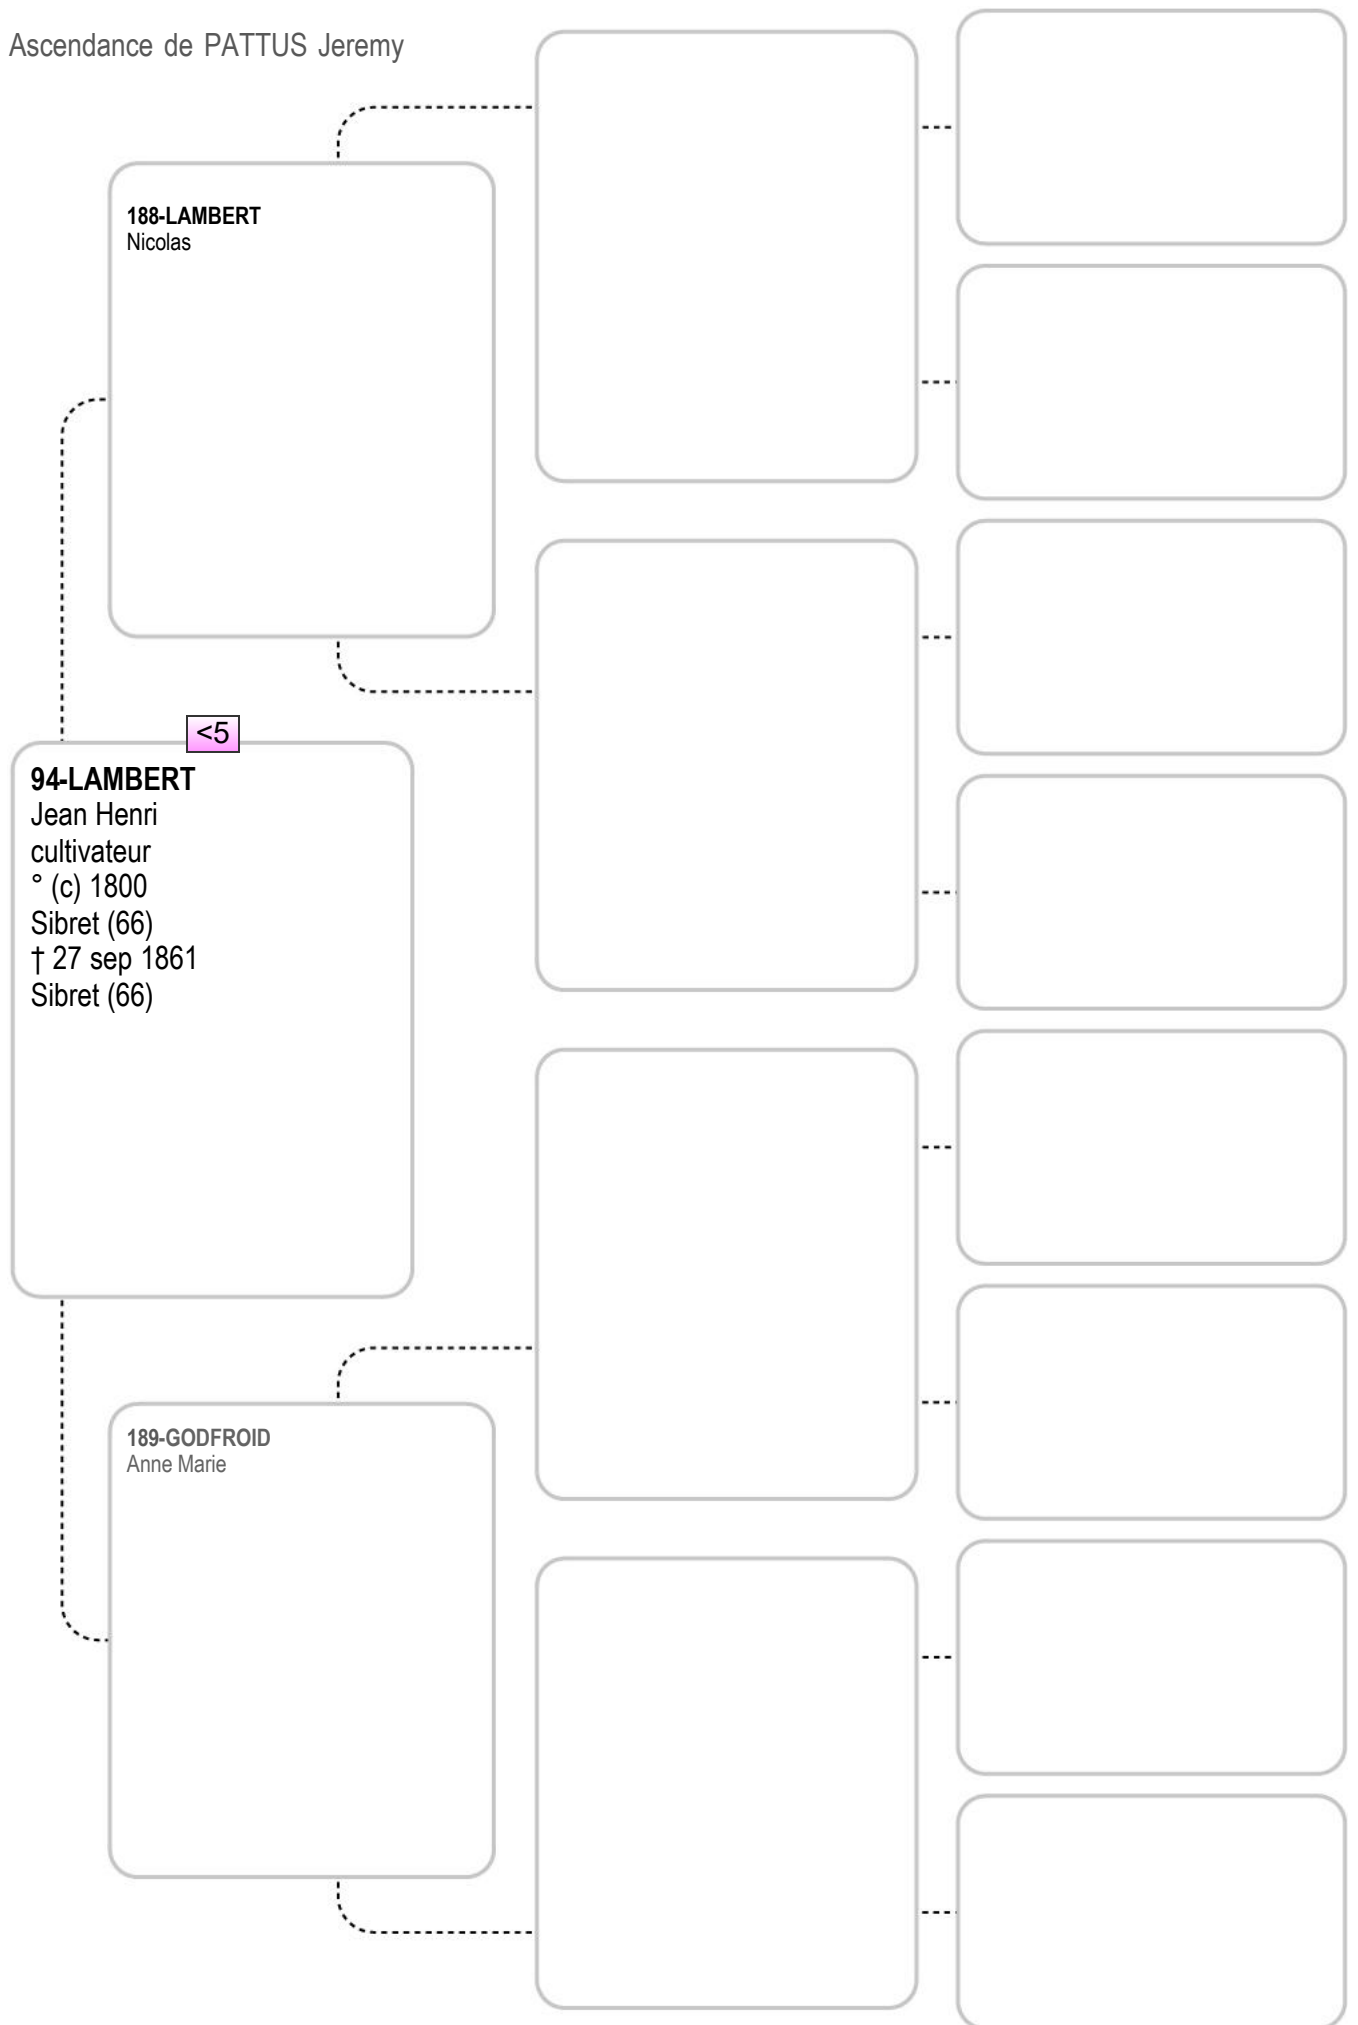 Ascendance de PATTUS Jeremy
188-LAMBERT
Nicolas
<5
94-LAMBERT
Jean Henri
cultivateur
° (c) 1800
Sibret (66)
† 27 sep 1861
Sibret (66)
189-GODFROID
Anne Marie